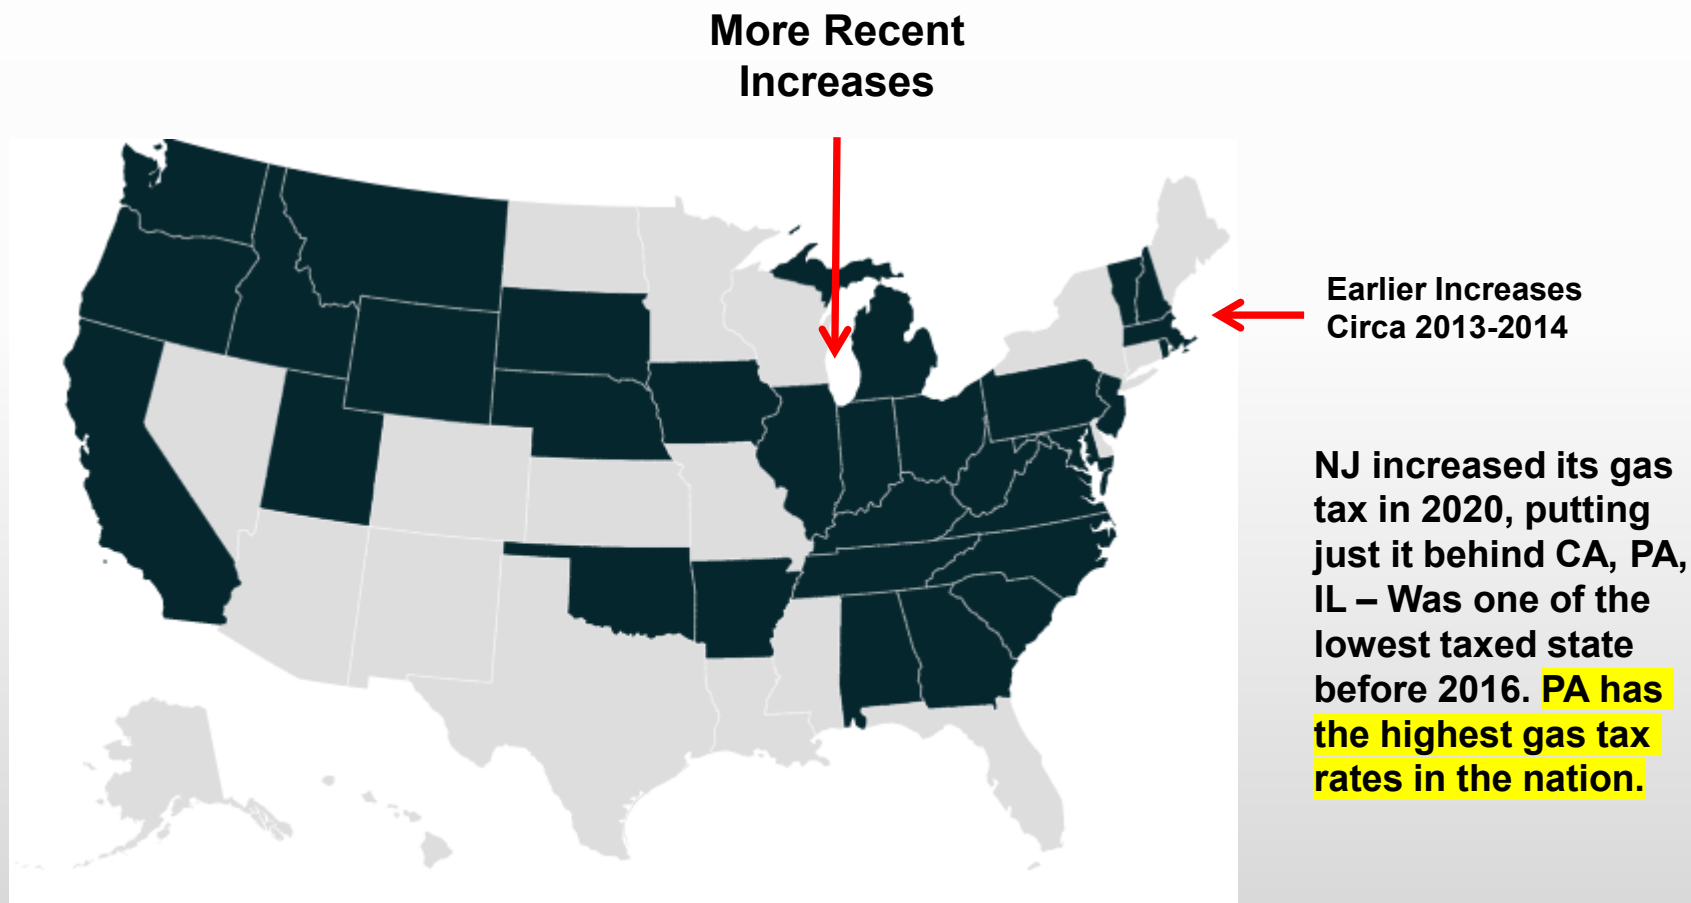 More Recent
Increases
Earlier Increases
Circa 2013-2014
NJ increased its gas
tax in 2020, putting
just it behind CA, PA,
IL – Was one of the
lowest taxed state
before 2016. PA has
the highest gas tax
rates in the nation.